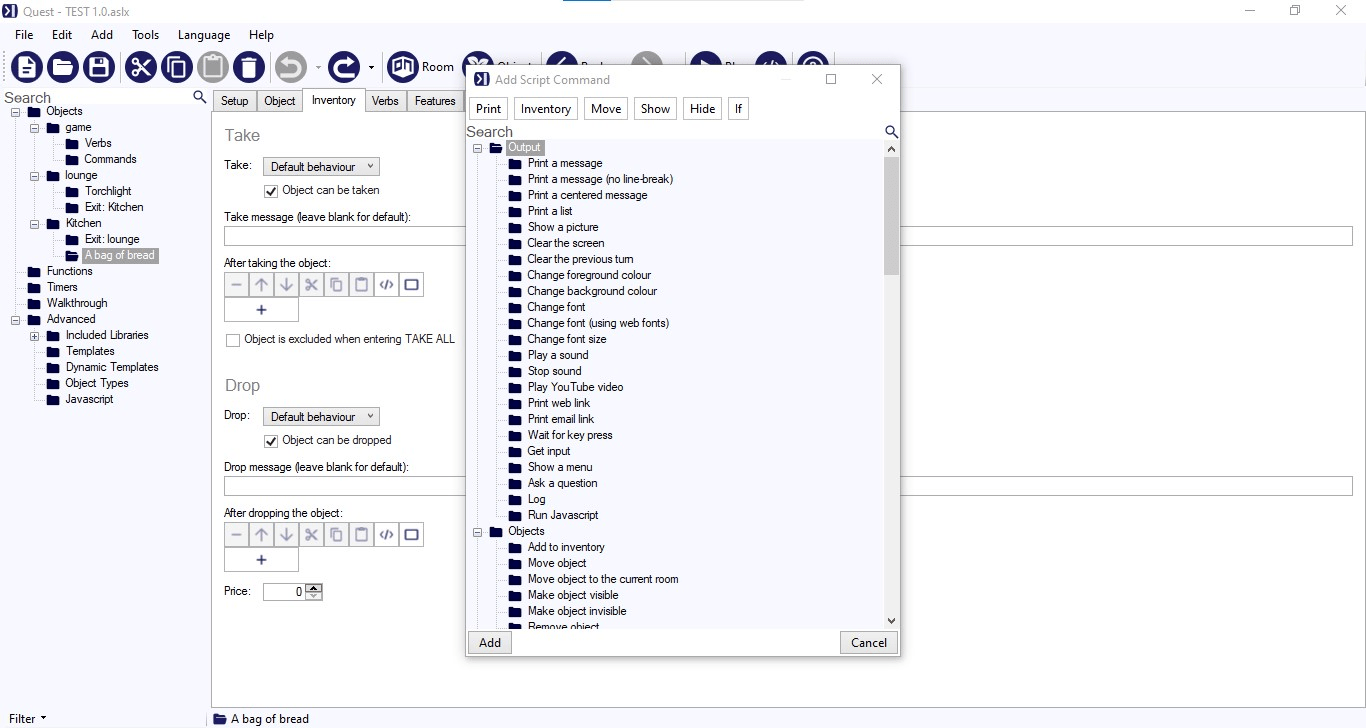 Quest - TEST 1.0.aslx
File Edit Add Tools Language Help
Room
Search
Objects
game
Verbs
Commands
lounge
Torchlight
Exit: Kitchen
Kitchen
Exit: lounge
A bag of bread
Functions
Timers
Walkthrough
Advanced
Included Libraries
Templates
Dynamic Templates
Object Types
Javascript
Filter
Setup Object Inventory Verbs Features
Take
Take: Default behaviour
Object can be taken
Take message (leave blank for default):
After taking the object:
Object is excluded when entering TAKE ALL
Drop
Drop: Default behaviour
Object can be dropped
Drop message (leave blank for default):
After dropping the object:
Price: 0
A bag of bread
Add Script Command
Print Inventory Move Show Hide If
Search
Output
Print a message
Print a message (no line-break)
Print a centered message
Print a list
Show a picture
Clear the screen
Clear the previous turn
Change foreground colour
Change background colour
Change font
Change font (using web fonts)
Change font size
Play a sound
Stop sound
Play YouTube video
Print web link
Print email link
Wait for key press
Get input
Show a menu
Ask a question
Log
Run Javascript
Objects
Add to inventory
Move object
Move object to the current room
Make object visible
Make object invisible
Remove object
Add Cancel